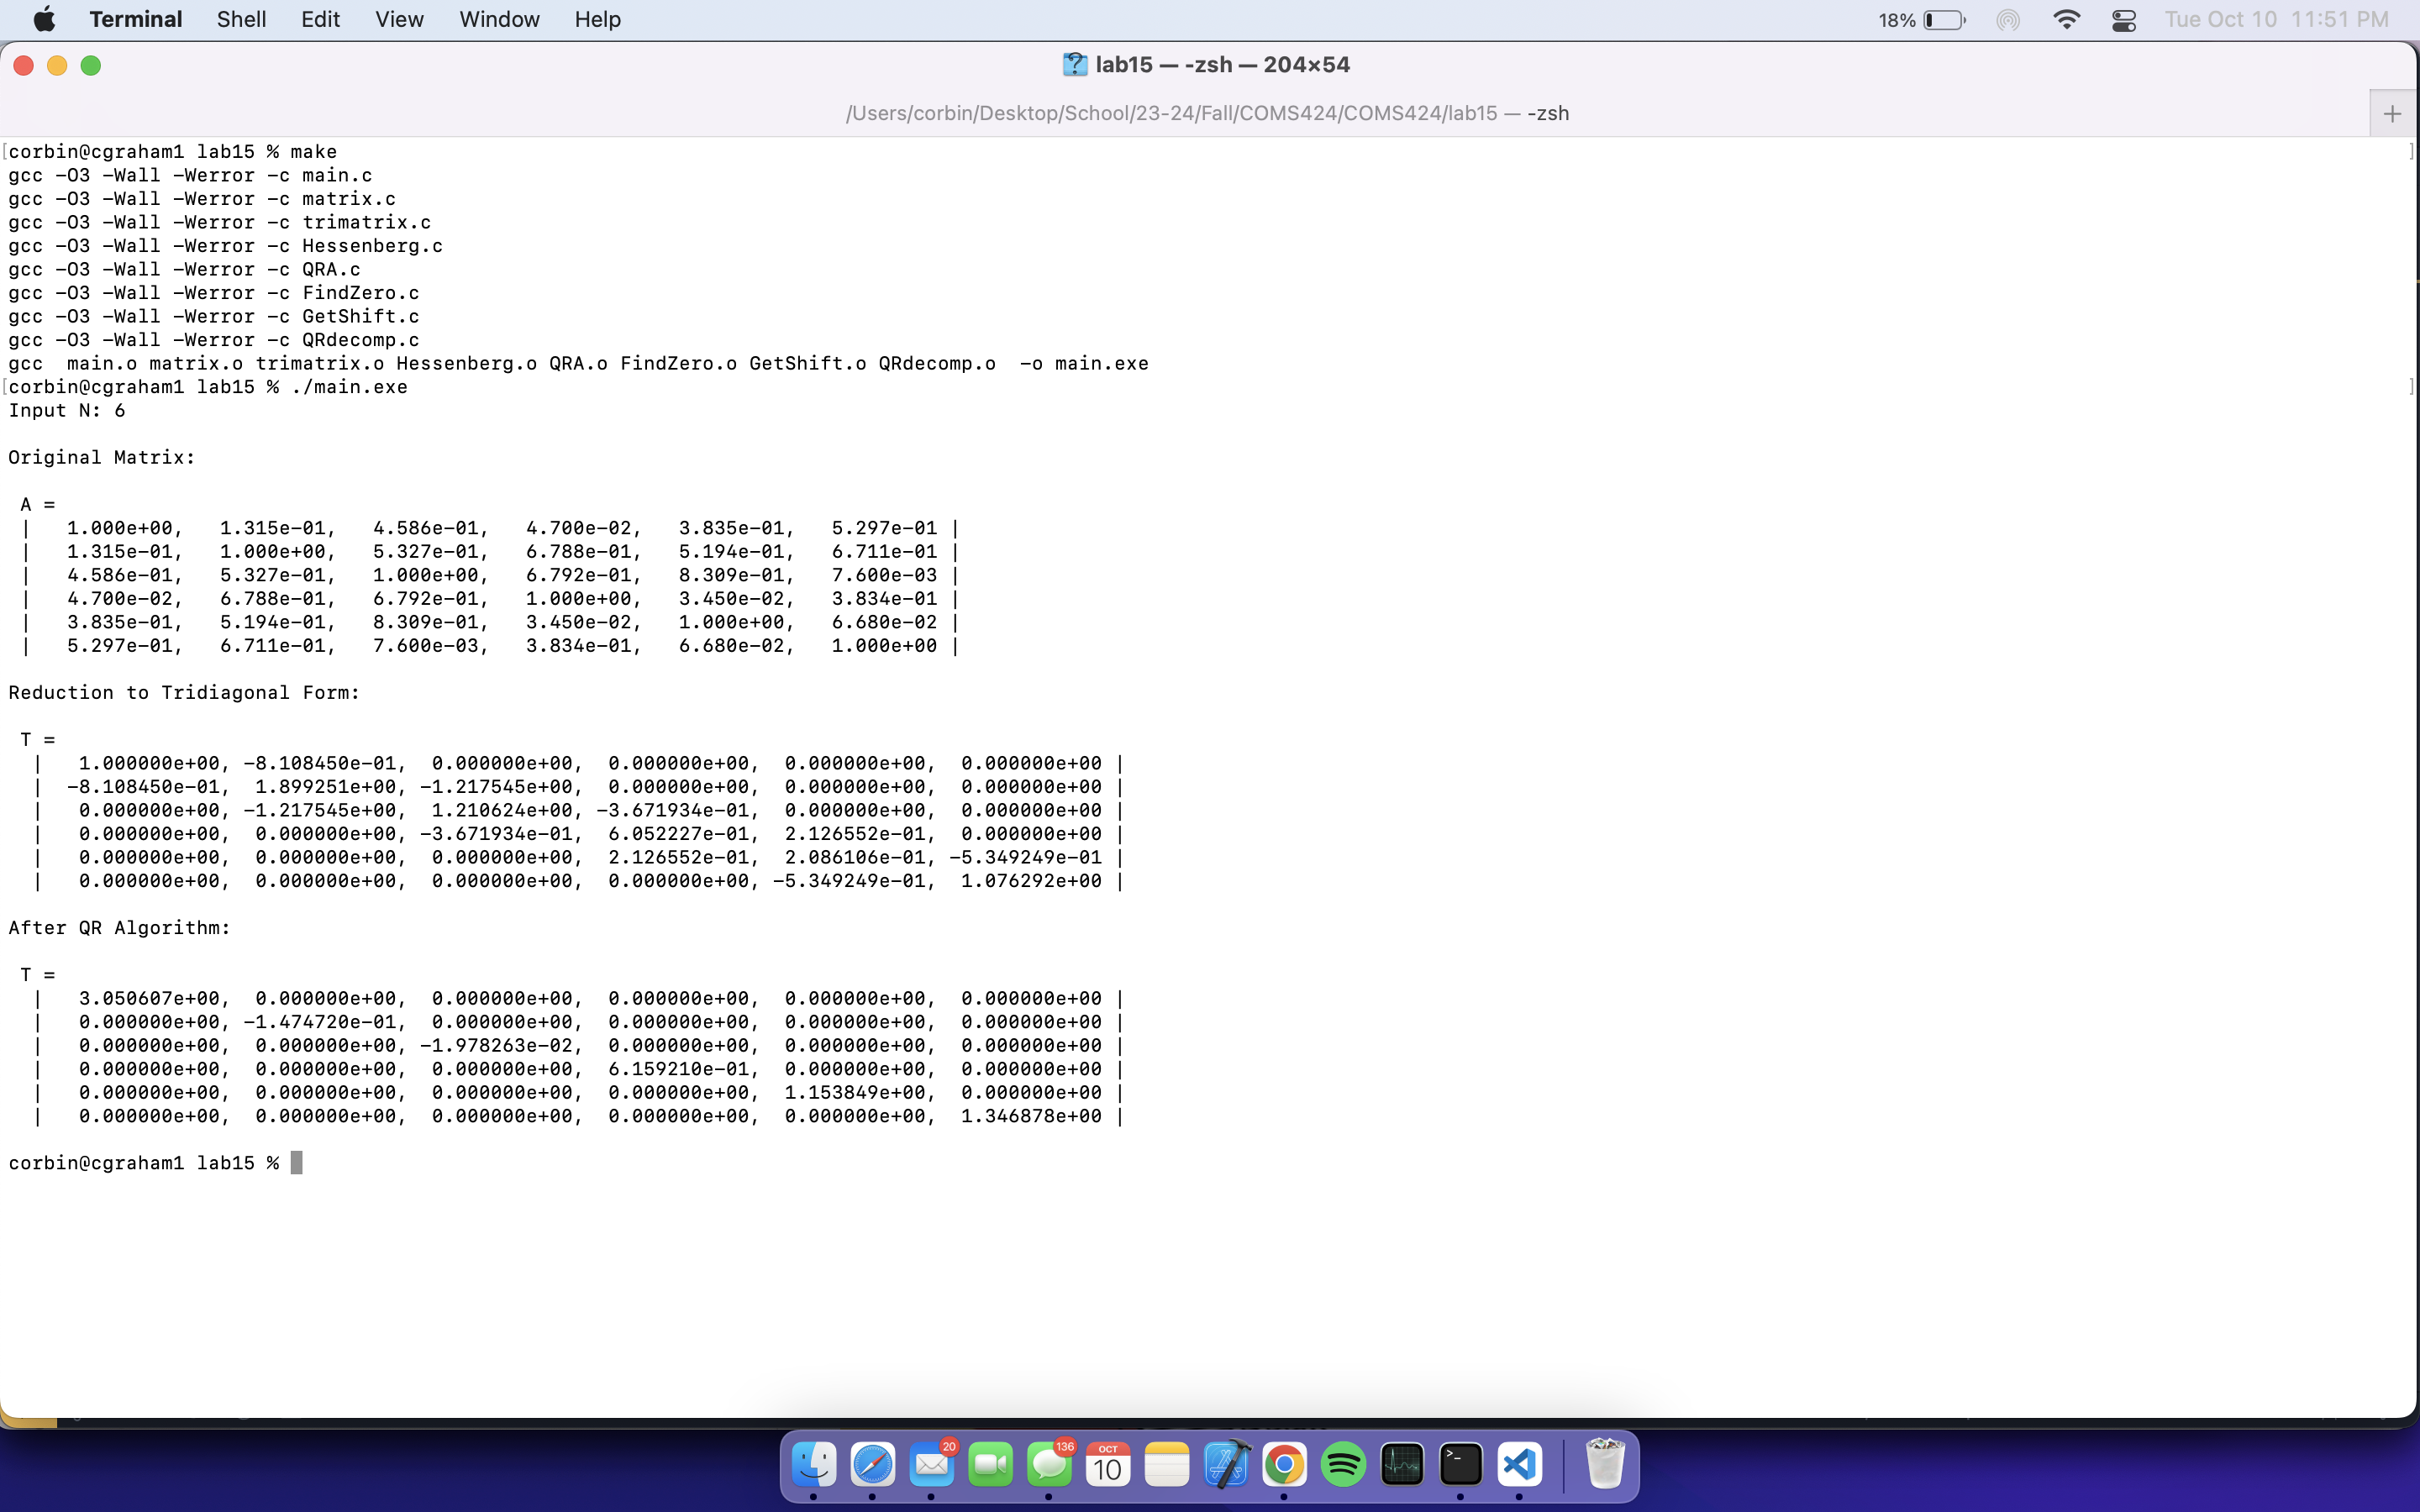 Terminal Shell Edit View Window Help 18% Tue Oct 10 11:51 PM
lab15 — -zsh — 204×54
/Users/corbin/Desktop/School/23-24/Fall/COMS424/COMS424/lab15 — -zsh
[corbin@cgraham1 lab15 % make ]
gcc -O3 -Wall -Werror -c main.c
gcc -O3 -Wall -Werror -c matrix.c
gcc -O3 -Wall -Werror -c trimatrix.c
gcc -O3 -Wall -Werror -c Hessenberg.c
gcc -O3 -Wall -Werror -c QRA.c
gcc -O3 -Wall -Werror -c FindZero.c
gcc -O3 -Wall -Werror -c GetShift.c
gcc -O3 -Wall -Werror -c QRdecomp.c
gcc  main.o matrix.o trimatrix.o Hessenberg.o QRA.o FindZero.o GetShift.o QRdecomp.o  -o main.exe
[corbin@cgraham1 lab15 % ./main.exe ]
Input N: 6
Original Matrix:
A =
|   1.000e+00,   1.315e-01,   4.586e-01,   4.700e-02,   3.835e-01,   5.297e-01 |
|   1.315e-01,   1.000e+00,   5.327e-01,   6.788e-01,   5.194e-01,   6.711e-01 |
|   4.586e-01,   5.327e-01,   1.000e+00,   6.792e-01,   8.309e-01,   7.600e-03 |
|   4.700e-02,   6.788e-01,   6.792e-01,   1.000e+00,   3.450e-02,   3.834e-01 |
|   3.835e-01,   5.194e-01,   8.309e-01,   3.450e-02,   1.000e+00,   6.680e-02 |
|   5.297e-01,   6.711e-01,   7.600e-03,   3.834e-01,   6.680e-02,   1.000e+00 |
Reduction to Tridiagonal Form:
T =
|   1.000000e+00, -8.108450e-01,  0.000000e+00,  0.000000e+00,  0.000000e+00,  0.000000e+00 |
|  -8.108450e-01,  1.899251e+00, -1.217545e+00,  0.000000e+00,  0.000000e+00,  0.000000e+00 |
|   0.000000e+00, -1.217545e+00,  1.210624e+00, -3.671934e-01,  0.000000e+00,  0.000000e+00 |
|   0.000000e+00,  0.000000e+00, -3.671934e-01,  6.052227e-01,  2.126552e-01,  0.000000e+00 |
|   0.000000e+00,  0.000000e+00,  0.000000e+00,  2.126552e-01,  2.086106e-01, -5.349249e-01 |
|   0.000000e+00,  0.000000e+00,  0.000000e+00,  0.000000e+00, -5.349249e-01,  1.076292e+00 |
After QR Algorithm:
T =
|   3.050607e+00,  0.000000e+00,  0.000000e+00,  0.000000e+00,  0.000000e+00,  0.000000e+00 |
|   0.000000e+00, -1.474720e-01,  0.000000e+00,  0.000000e+00,  0.000000e+00,  0.000000e+00 |
|   0.000000e+00,  0.000000e+00, -1.978263e-02,  0.000000e+00,  0.000000e+00,  0.000000e+00 |
|   0.000000e+00,  0.000000e+00,  0.000000e+00,  6.159210e-01,  0.000000e+00,  0.000000e+00 |
|   0.000000e+00,  0.000000e+00,  0.000000e+00,  0.000000e+00,  1.153849e+00,  0.000000e+00 |
|   0.000000e+00,  0.000000e+00,  0.000000e+00,  0.000000e+00,  0.000000e+00,  1.346878e+00 |
corbin@cgraham1 lab15 %
20 136 OCT 10 >_